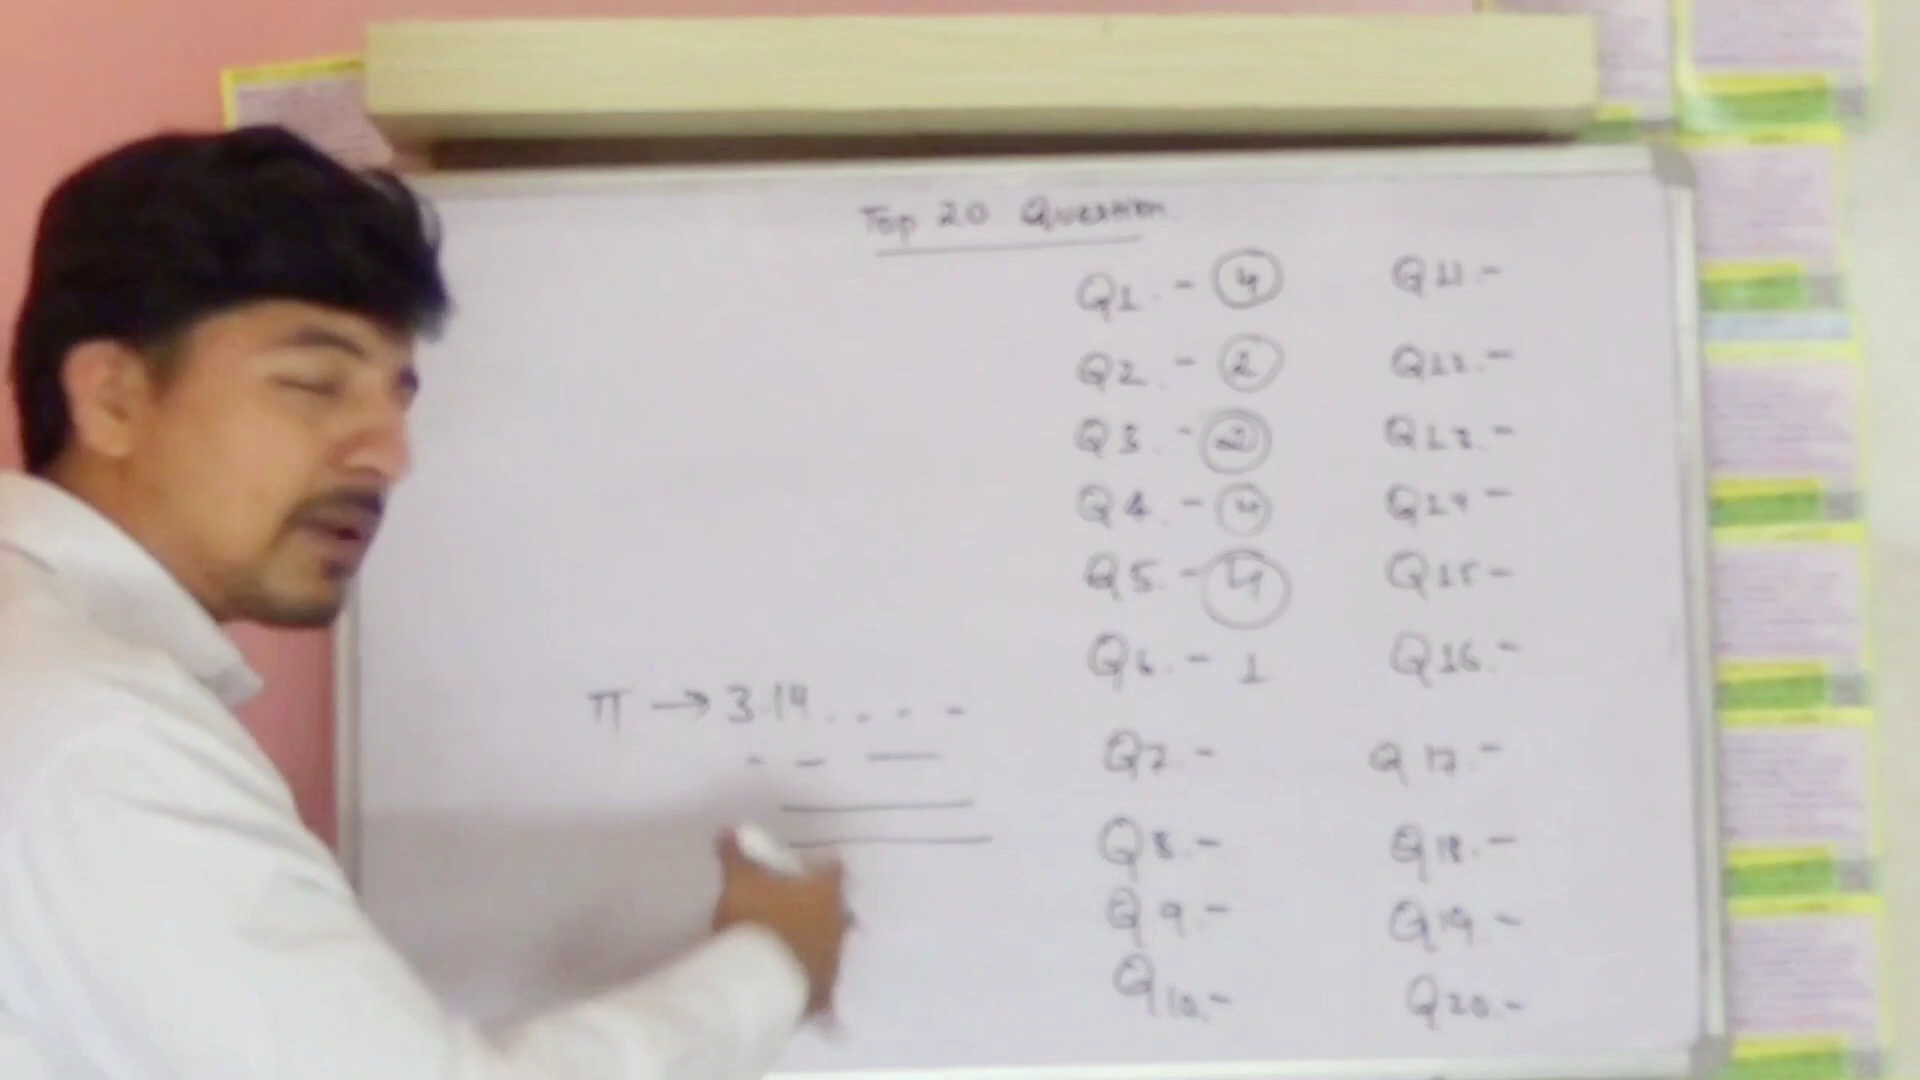 Top 20 Question
Q1. - 4
Q2. - 2
Q3. - 2
Q4. -
Q5. - 4
Q6. - 1
Q7. -
Q8. -
Q9 -
Q10. -
Q11 -
Q12. -
Q13. -
Q14 -
Q15 -
Q16. -
Q17. -
Q18. -
Q19. -
Q20. -
π → 3.14 . . . . -